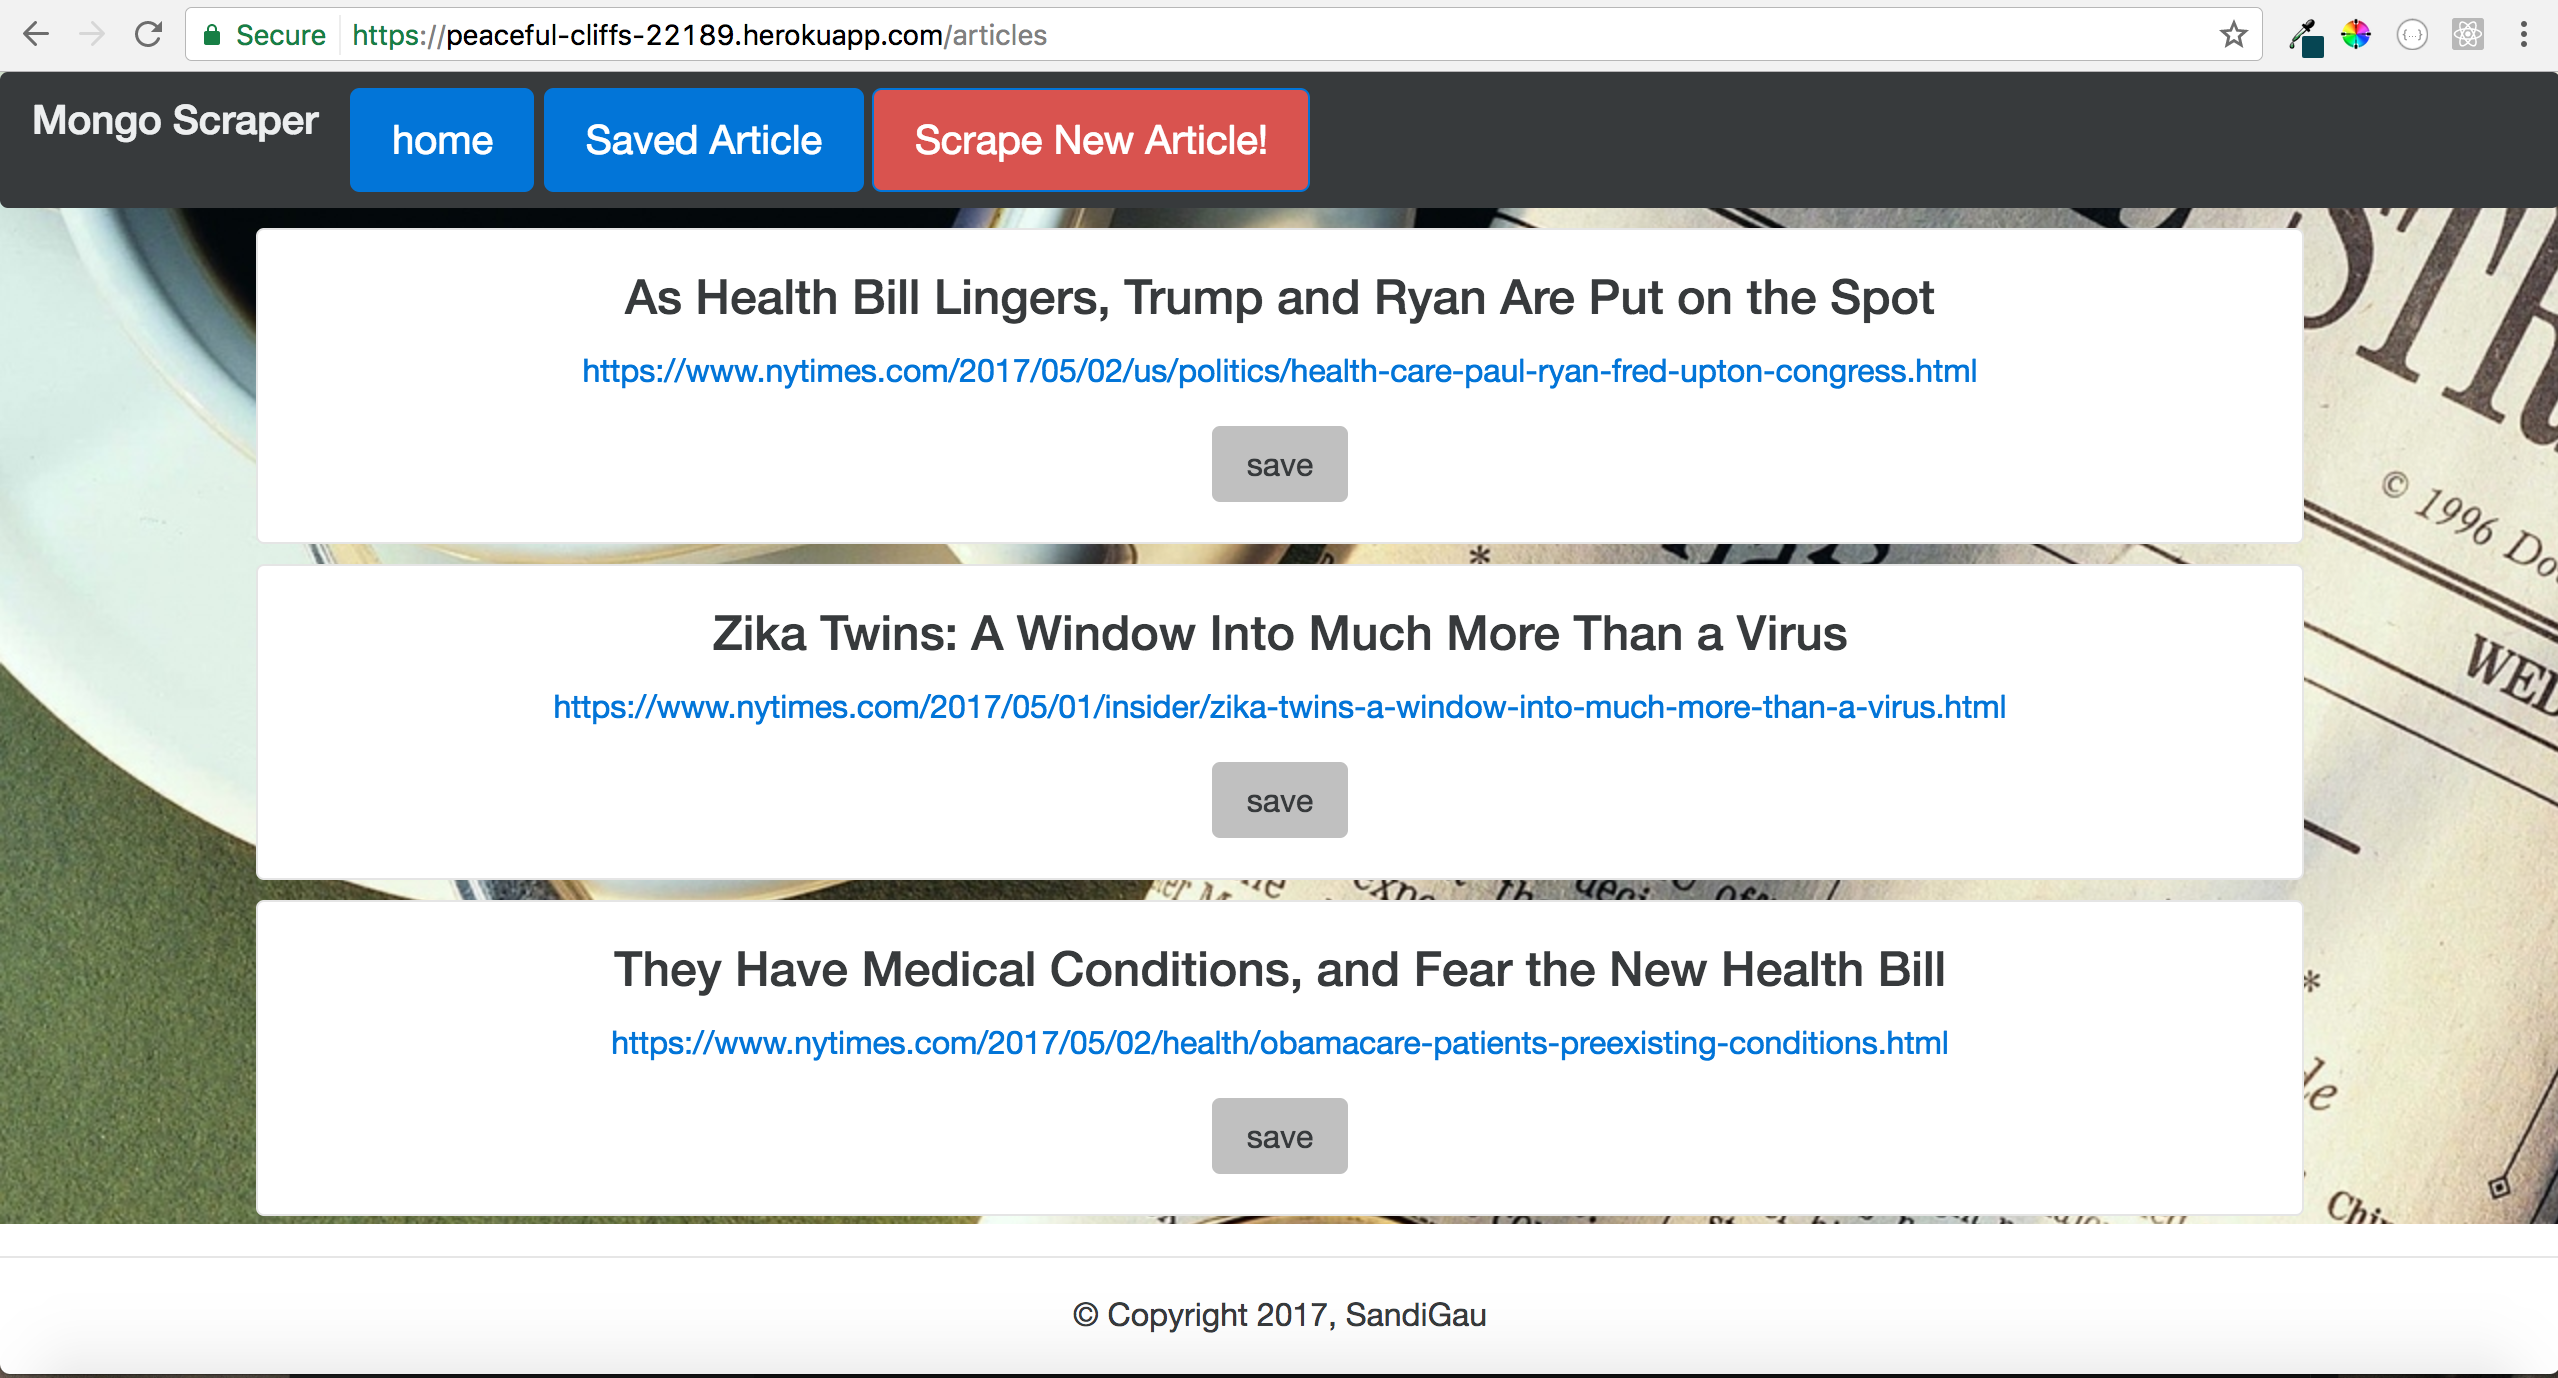 Secure https://peaceful-cliffs-22189.herokuapp.com/articles
Mongo Scraper home Saved Article Scrape New Article!
As Health Bill Lingers, Trump and Ryan Are Put on the Spot
https://www.nytimes.com/2017/05/02/us/politics/health-care-paul-ryan-fred-upton-congress.html
save
© 1996 Do
Zika Twins: A Window Into Much More Than a Virus
https://www.nytimes.com/2017/05/01/insider/zika-twins-a-window-into-much-more-than-a-virus.html
WED
save
They Have Medical Conditions, and Fear the New Health Bill
https://www.nytimes.com/2017/05/02/health/obamacare-patients-preexisting-conditions.html
save
© Copyright 2017, SandiGau